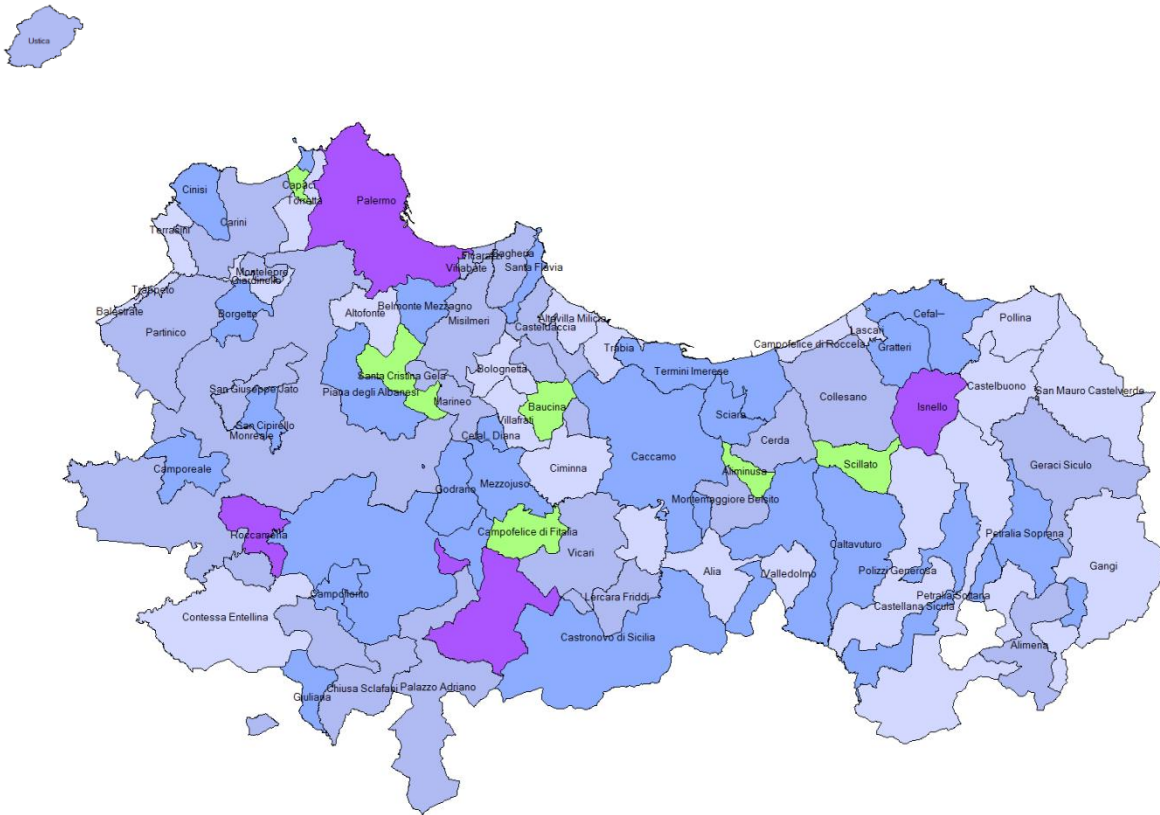 Ustica
Capaci
Cinisi
Torretta
Palermo
Carini
Terrasini
Ficarazzi
Bagheria
Villabate
Santa Flavia
Montelepre
Giardinello
Trappeto
Balestrate
Borgetto
Altofonte
Belmonte Mezzagno
Misilmeri
Altavilla Milicia
Casteldaccia
Partinico
Trabia
Campofelice di Roccella
Lascari
Cefal—
Pollina
Gratteri
Bolognetta
Termini Imerese
Santa Cristina Gela
San Giuseppe Jato
Piana degli Albanesi
Marineo
Baucina
Collesano
Isnello
Castelbuono
San Mauro Castelverde
Villafrati
Sciara
San Cipirello
Monreale
Cefal_ Diana
Cerda
Camporeale
Godrano
Mezzojuso
Ciminna
Caccamo
Aliminusa
Scillato
Geraci Siculo
Montemaggiore Belsito
Roccamena
Campofelice di Fitalia
Vicari
Caltavuturo
Petralia Soprana
Gangi
Alia
Valledolmo
Polizzi Generosa
Campofiorito
Lercara Friddi
Petralia Sottana
Castellana Sicula
Contessa Entellina
Castronovo di Sicilia
Alimena
Giuliana
Chiusa Sclafani
Palazzo Adriano